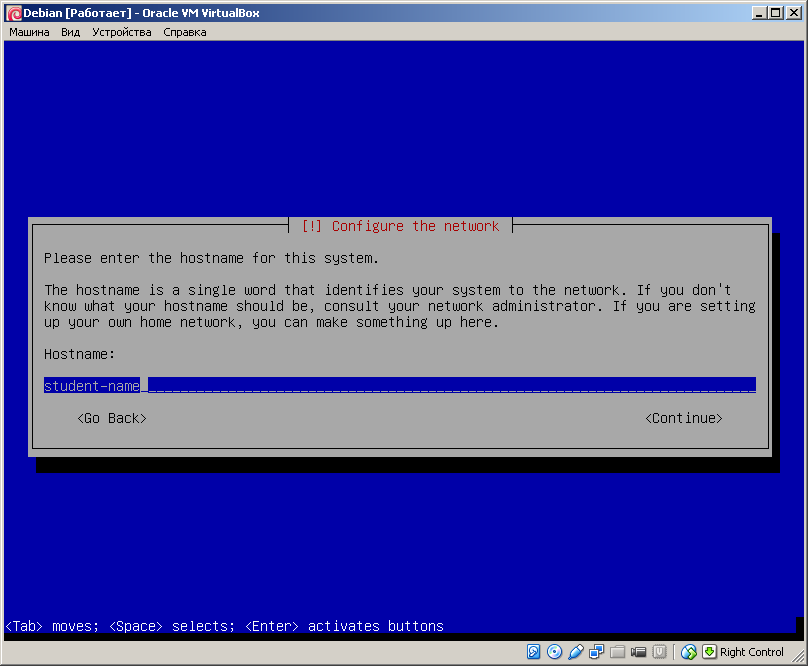 Debian [Работает] - Oracle VM VirtualBox
Машина Вид Устройства Справка
[!] Configure the network
Please enter the hostname for this system.
The hostname is a single word that identifies your system to the network. If you don't
know what your hostname should be, consult your network administrator. If you are setting
up your own home network, you can make something up here.
Hostname:
student-name
<Go Back> <Continue>
<Tab> moves; <Space> selects; <Enter> activates buttons
Right Control